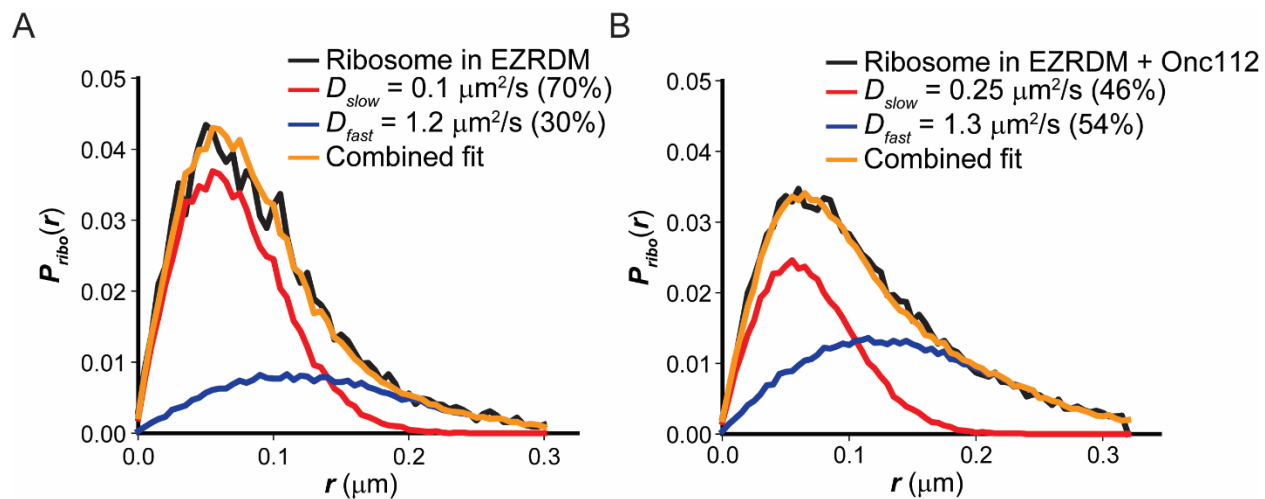 A
Ribosome in EZRDM
D_slow = 0.1 μm²/s (70%)
D_fast = 1.2 μm²/s (30%)
Combined fit
0.05
0.04
0.03
0.02
0.01
0.00
P_ribo(r)
0.0
0.1
0.2
0.3
r (μm)
B
Ribosome in EZRDM + Onc112
D_slow = 0.25 μm²/s (46%)
D_fast = 1.3 μm²/s (54%)
Combined fit
0.05
0.04
0.03
0.02
0.01
0.00
P_ribo(r)
0.0
0.1
0.2
0.3
r (μm)